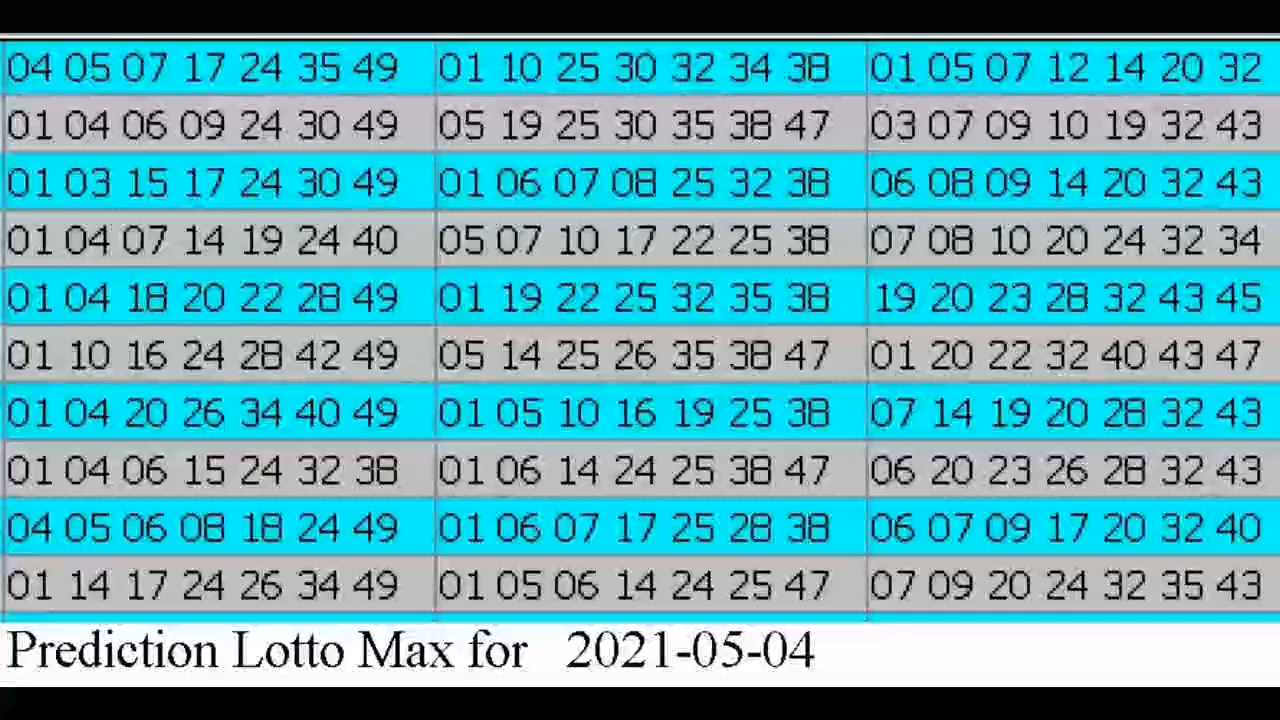 04 05 07 17 24 35 49 01 10 25 30 32 34 38 01 05 07 12 14 20 32
01 04 06 09 24 30 49 05 19 25 30 35 38 47 03 07 09 10 19 32 43
01 03 15 17 24 30 49 01 06 07 08 25 32 38 06 08 09 14 20 32 43
01 04 07 14 19 24 40 05 07 10 17 22 25 38 07 08 10 20 24 32 34
01 04 18 20 22 28 49 01 19 22 25 32 35 38 19 20 23 28 32 43 45
01 10 16 24 28 42 49 05 14 25 26 35 38 47 01 20 22 32 40 43 47
01 04 20 26 34 40 49 01 05 10 16 19 25 38 07 14 19 20 28 32 43
01 04 06 15 24 32 38 01 06 14 24 25 38 47 06 20 23 26 28 32 43
04 05 06 08 18 24 49 01 06 07 17 25 28 38 06 07 09 17 20 32 40
01 14 17 24 26 34 49 01 05 06 14 24 25 47 07 09 20 24 32 35 43
Prediction Lotto Max for 2021-05-04